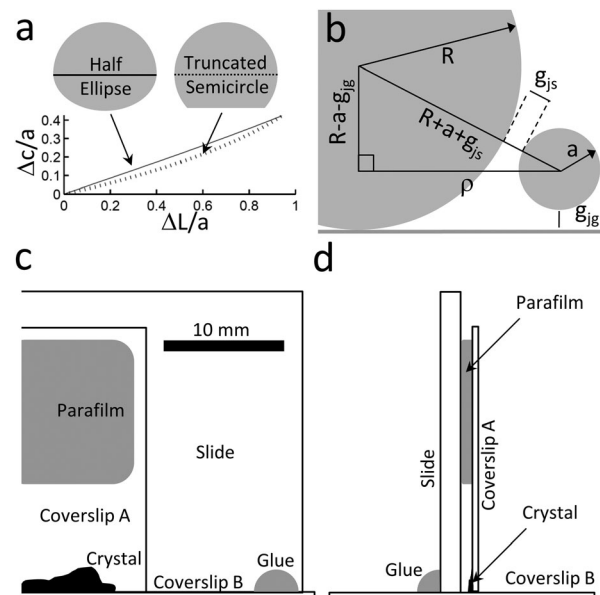 a
Half
Ellipse
Truncated
Semicircle
Δc/a
0.4
0.3
0.2
0.1
0
0
0.2
0.4
0.6
0.8
1
ΔL/a
b
R
g_js
R-a-g_jg
R+a+g_js
a
ρ
g_jg
c
10 mm
Parafilm
Slide
Coverslip A
Crystal
Glue
Coverslip B
d
Parafilm
Slide
Coverslip A
Crystal
Glue
Coverslip B